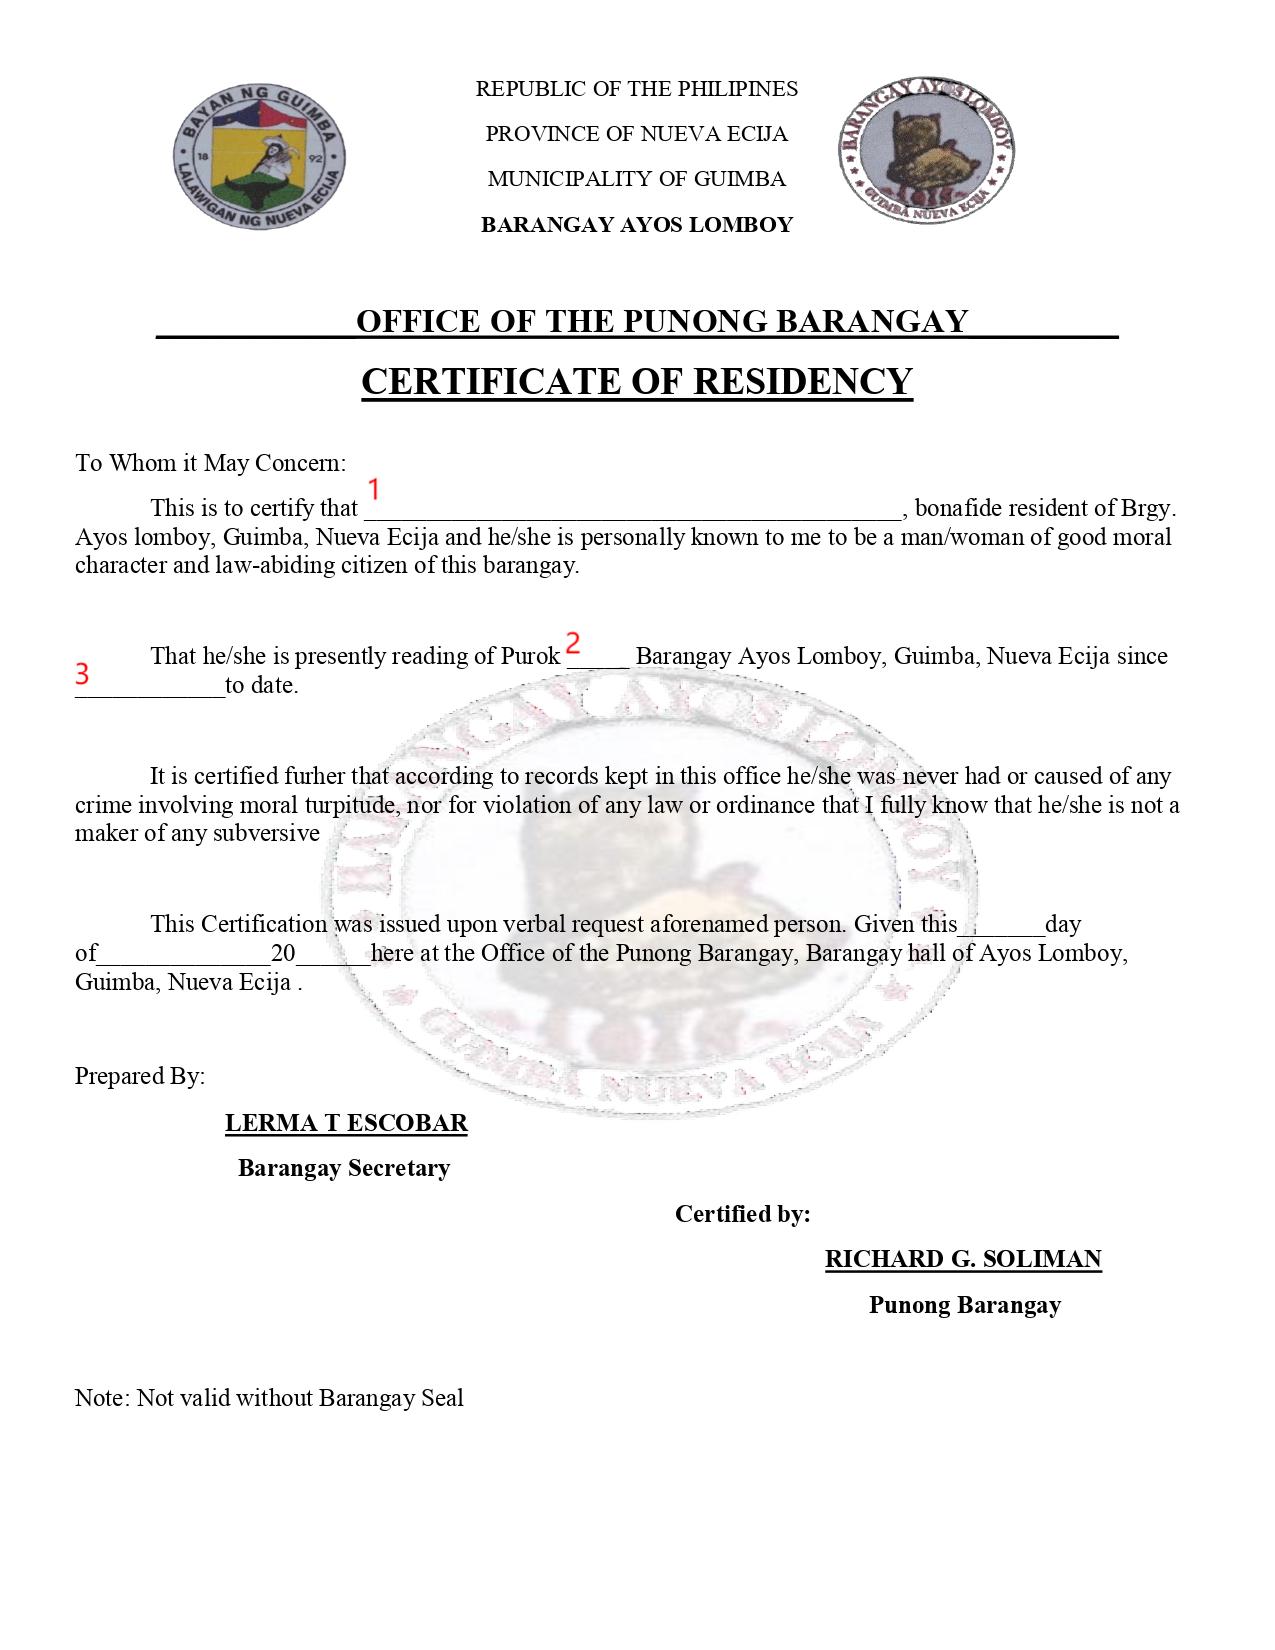 BAYAN NG GUIMBA
18 92
LALAWIGAN NG NUEVA ECIJA
REPUBLIC OF THE PHILIPINES
PROVINCE OF NUEVA ECIJA
MUNICIPALITY OF GUIMBA
BARANGAY AYOS LOMBOY
BARANGAY AYOS LOMBOY
GUIMBA NUEVA ECIJA
OFFICE OF THE PUNONG BARANGAY
CERTIFICATE OF RESIDENCY
To Whom it May Concern:
1
This is to certify that ___________________________________________, bonafide resident of Brgy.
Ayos lomboy, Guimba, Nueva Ecija and he/she is personally known to me to be a man/woman of good moral
character and law-abiding citizen of this barangay.
2
That he/she is presently reading of Purok _____ Barangay Ayos Lomboy, Guimba, Nueva Ecija since
3
____________to date.
BARANGAY AYOS LOMBOY
It is certified furher that according to records kept in this office he/she was never had or caused of any
crime involving moral turpitude, nor for violation of any law or ordinance that I fully know that he/she is not a
maker of any subversive
This Certification was issued upon verbal request aforenamed person. Given this_______day
of______________20______here at the Office of the Punong Barangay, Barangay hall of Ayos Lomboy,
Guimba, Nueva Ecija .
GUIMBA NUEVA ECIJA
Prepared By:
LERMA T ESCOBAR
Barangay Secretary
Certified by:
RICHARD G. SOLIMAN
Punong Barangay
Note: Not valid without Barangay Seal